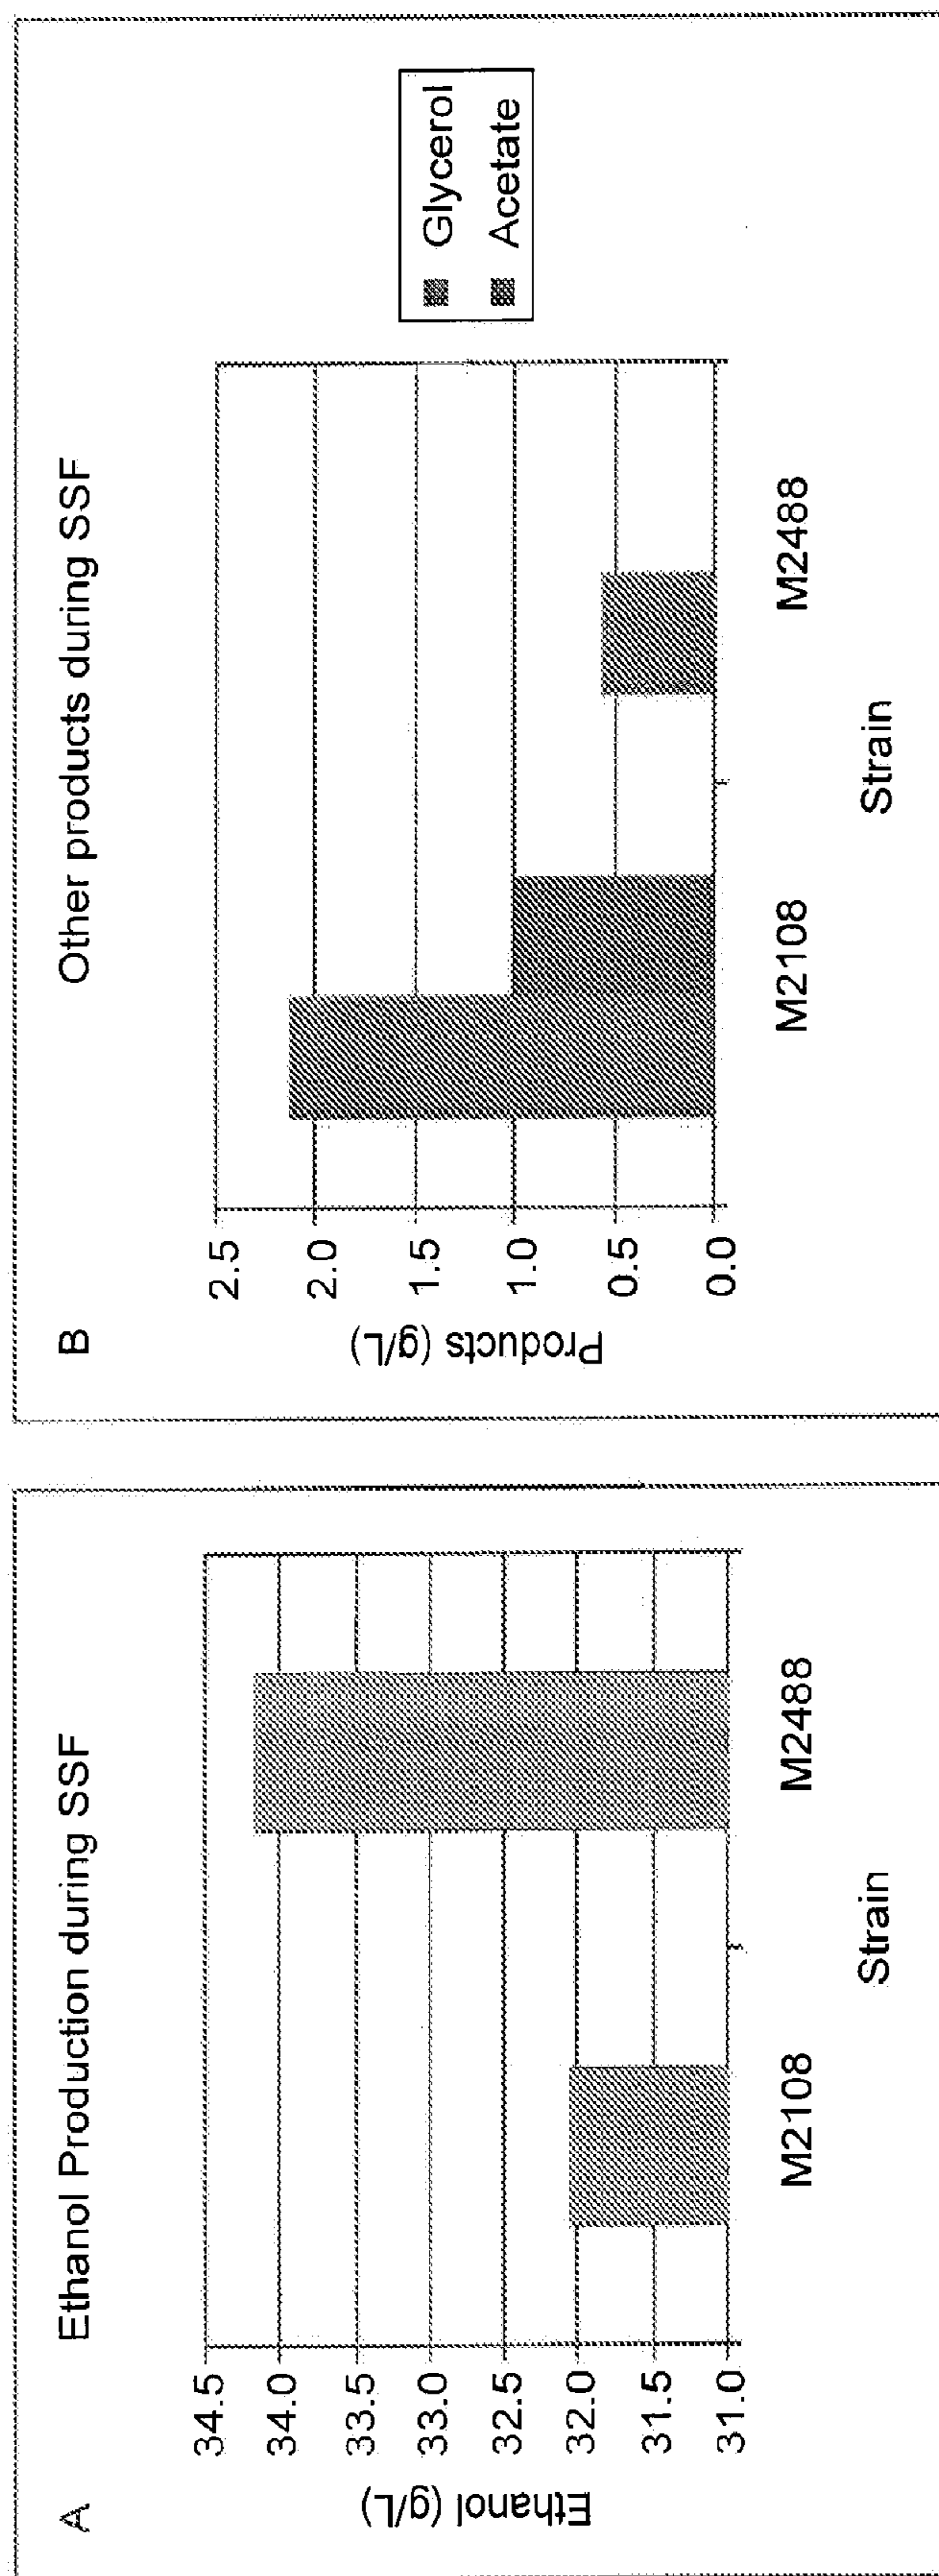 A
Ethanol Production during SSF
Ethanol (g/L)
34.5
34.0
33.5
33.0
32.5
32.0
31.5
31.0
M2108
M2488
Strain
B
Other products during SSF
Products (g/L)
2.5
2.0
1.5
1.0
0.5
0.0
M2108
M2488
Strain
Glycerol
Acetate